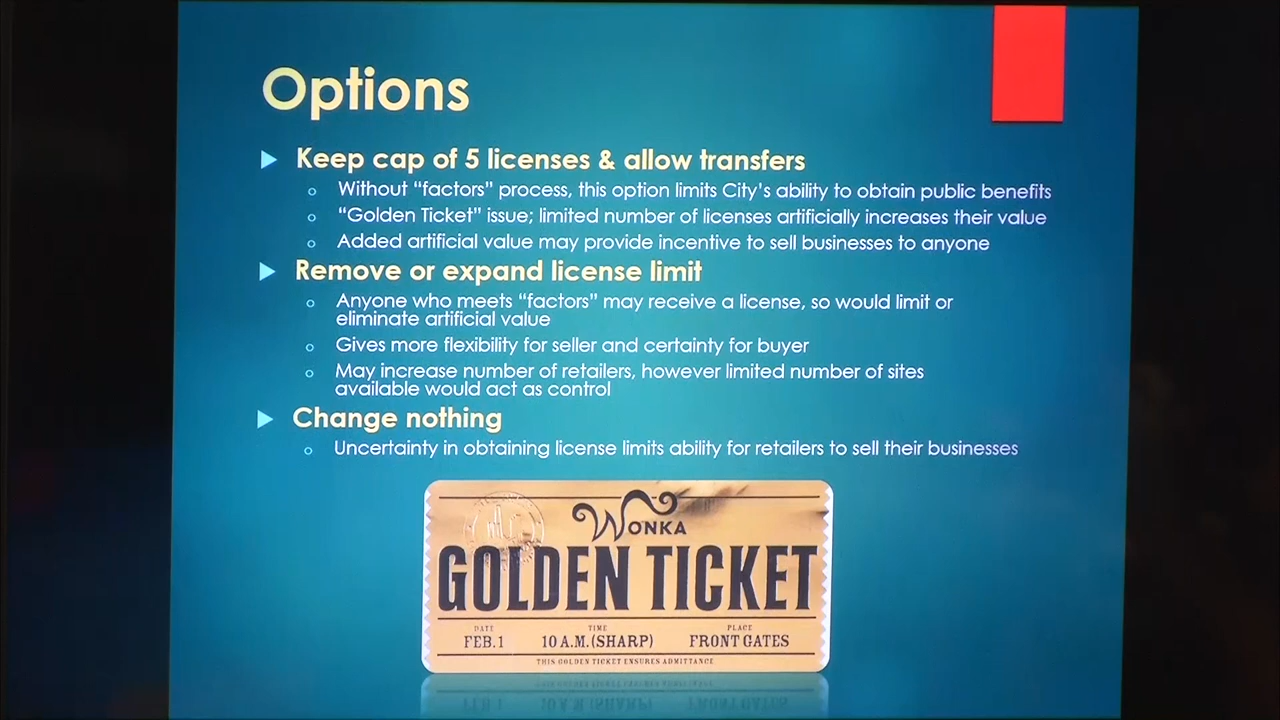 Options
Keep cap of 5 licenses & allow transfers
Without “factors” process, this option limits City’s ability to obtain public benefits
“Golden Ticket” issue; limited number of licenses artificially increases their value
Added artificial value may provide incentive to sell businesses to anyone
Remove or expand license limit
Anyone who meets “factors” may receive a license, so would limit or
eliminate artificial value
Gives more flexibility for seller and certainty for buyer
May increase number of retailers, however limited number of sites
available would act as control
Change nothing
Uncertainty in obtaining license limits ability for retailers to sell their businesses
WONKA
GOLDEN TICKET
DATE TIME PLACE
FEB.1 10 A.M.(SHARP) FRONT GATES
THIS GOLDEN TICKET ENSURES ADMITTANCE